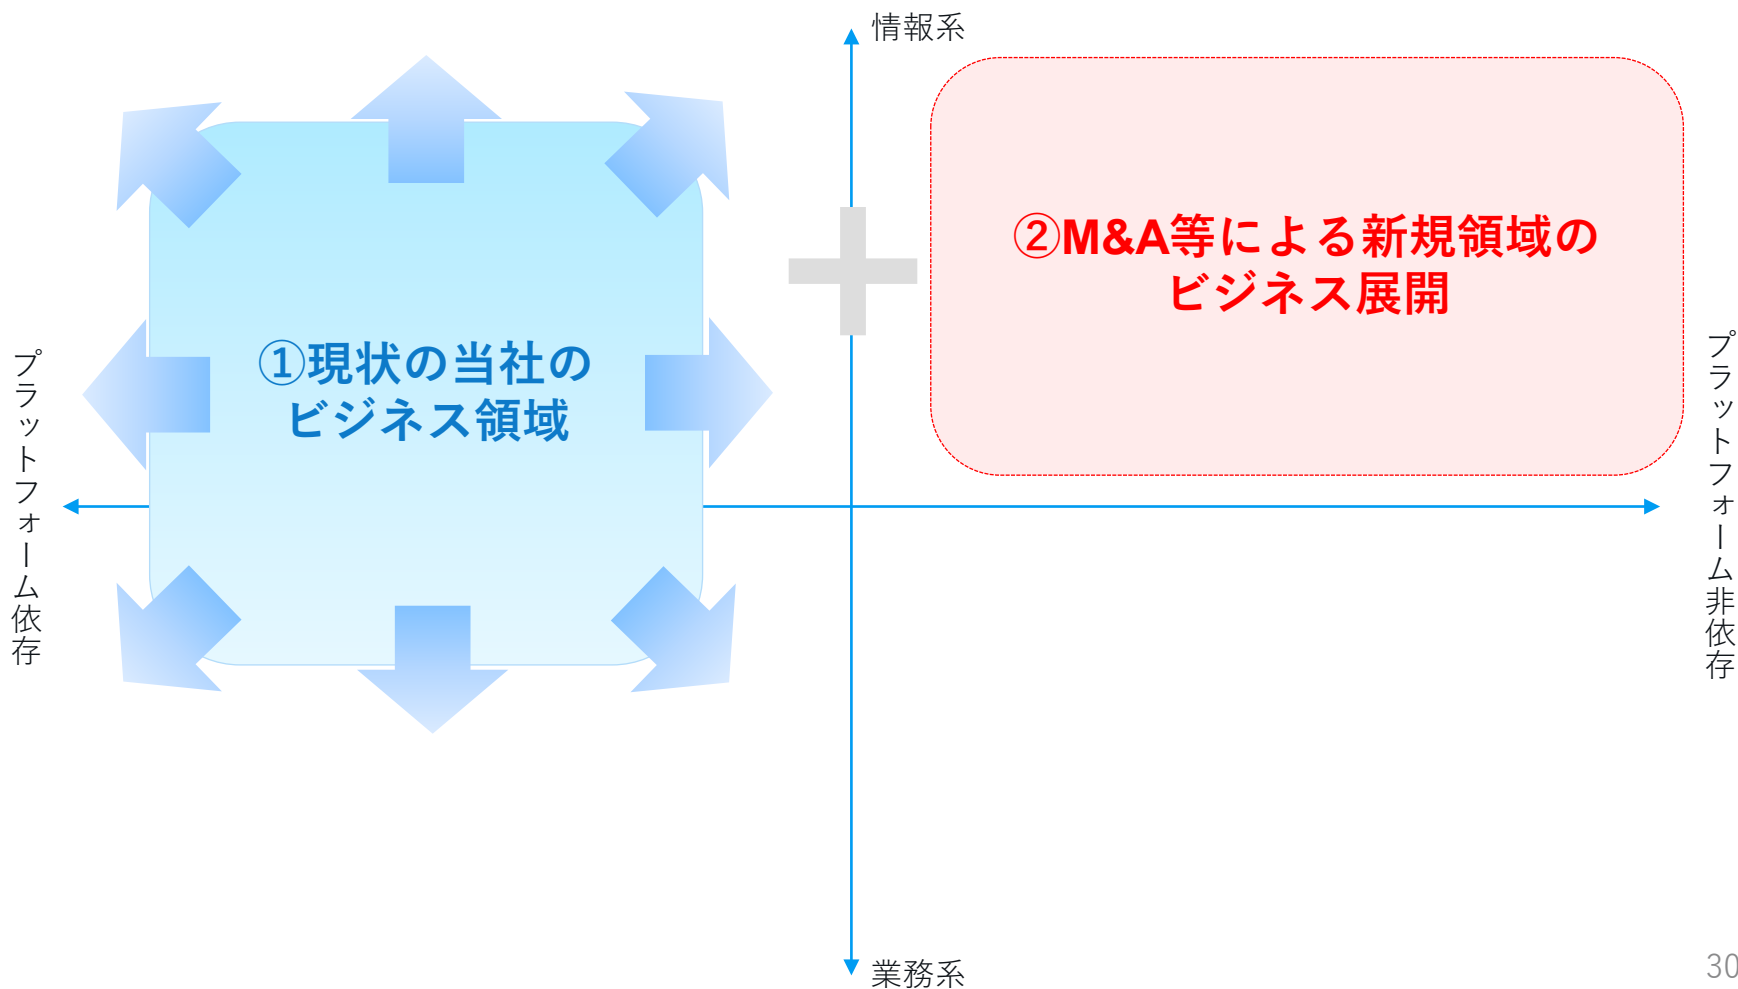 情報系
②M&A等による新規領域の
ビジネス展開
①現状の当社の
ビジネス領域
プラットフォーム依存
プラットフォーム非依存
業務系
30